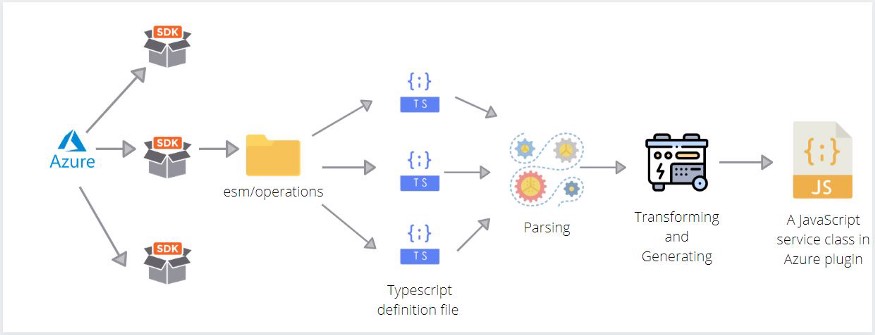 SDK
Azure
SDK
SDK
esm/operations
{;}
TS
{;}
TS
{;}
TS
Typescript
definition file
Parsing
Transforming
and
Generating
{;}
JS
A JavaScript
service class in
Azure plugIn